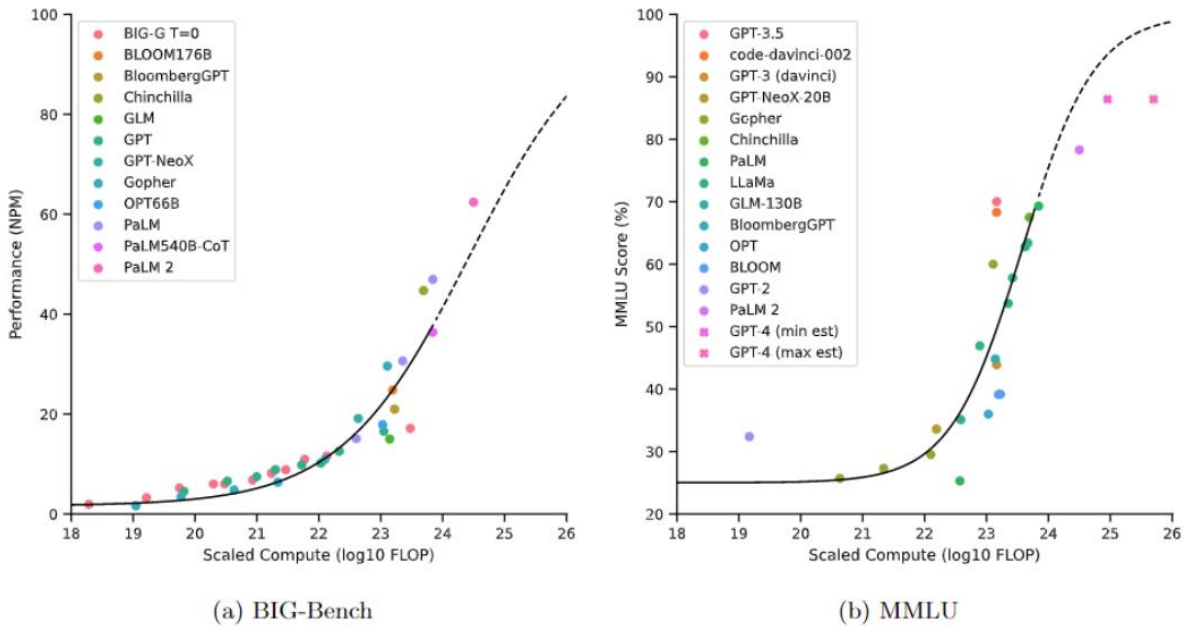 BIG-G T=0
BLOOM176B
BloombergGPT
Chinchilla
GLM
GPT
GPT-NeoX
Gopher
OPT66B
PaLM
PaLM540B-CoT
PaLM 2
100
80
60
40
20
0
Performance (NPM)
18 19 20 21 22 23 24 25 26
Scaled Compute (log10 FLOP)
(a) BIG-Bench
GPT-3.5
code-davinci-002
GPT-3 (davinci)
GPT-NeoX-20B
Gopher
Chinchilla
PaLM
LLaMa
GLM-130B
BloombergGPT
OPT
BLOOM
GPT-2
PaLM 2
GPT-4 (min est)
GPT-4 (max est)
100
90
80
70
60
50
40
30
20
MMLU Score (%)
18 19 20 21 22 23 24 25 26
Scaled Compute (log10 FLOP)
(b) MMLU